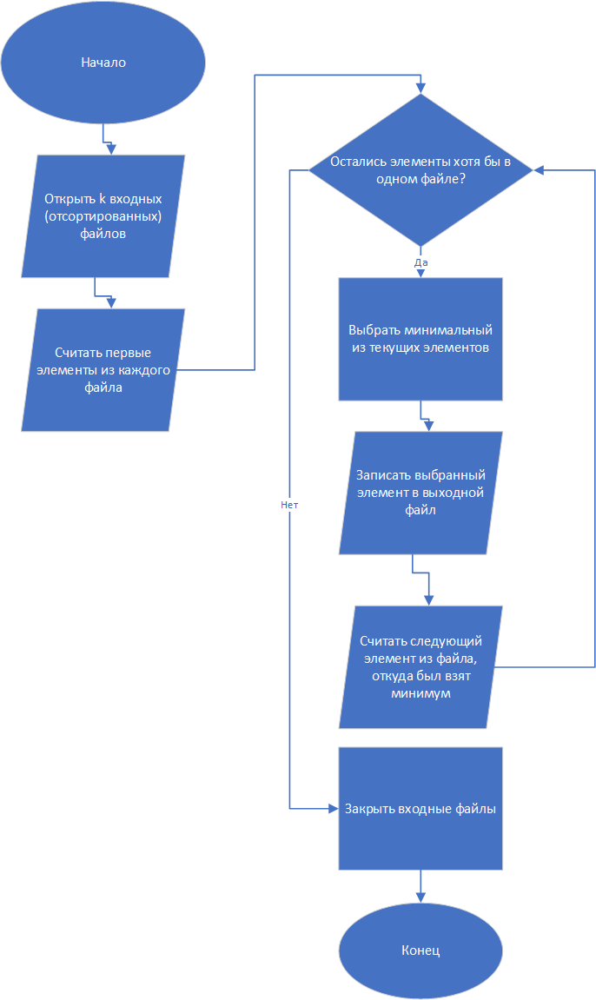 Начало
Открыть k входных
(отсортированных)
файлов
Считать первые
элементы из каждого
файла
Остались элементы хотя бы в
одном файле?
Да
Выбрать минимальный
из текущих элементов
Записать выбранный
элемент в выходной
файл
Нет
Считать следующий
элемент из файла,
откуда был взят
минимум
Закрыть входные файлы
Конец